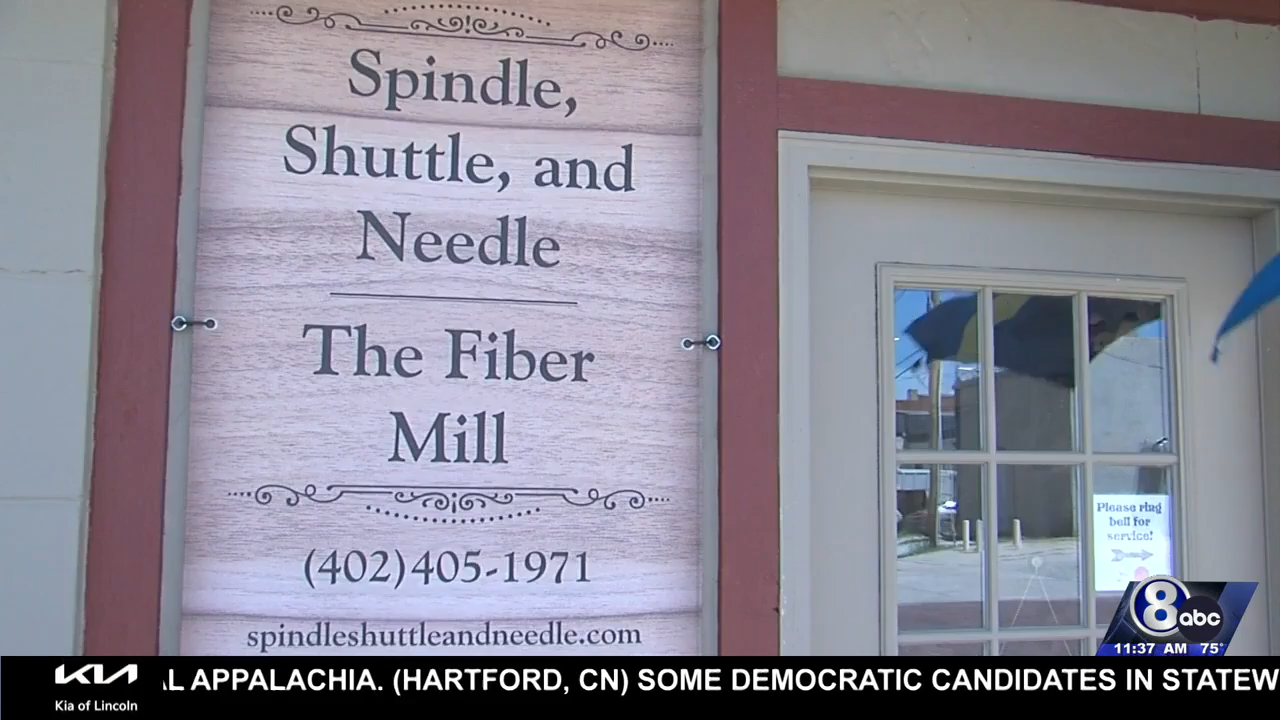 Spindle,
Shuttle, and
Needle
The Fiber
Mill
(402)405-1971
spindleshuttleandneedle.com
Please ring
bell for
service!
8 abc
11:37 AM 75°
KIA
Kia of Lincoln
AL APPALACHIA. (HARTFORD, CN) SOME DEMOCRATIC CANDIDATES IN STATEW